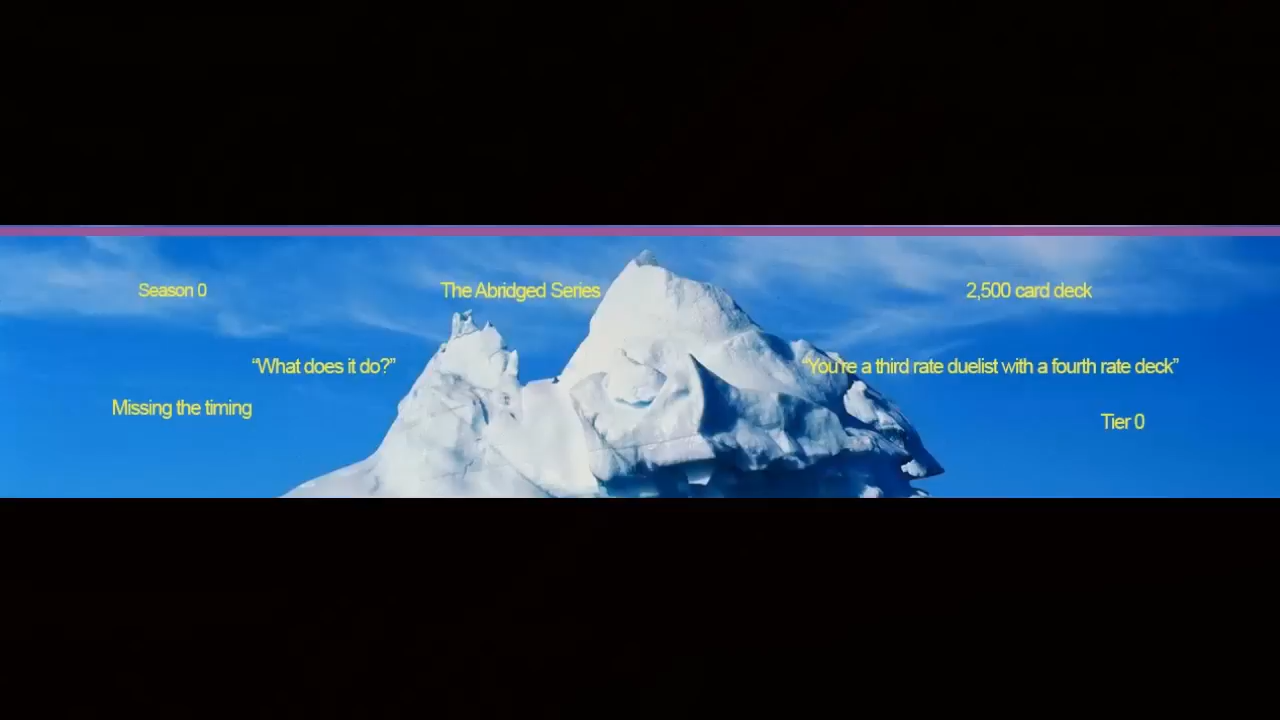 Season 0
The Abridged Series
2,500 card deck
“What does it do?”
“You're a third rate duelist with a fourth rate deck”
Missing the timing
Tier 0